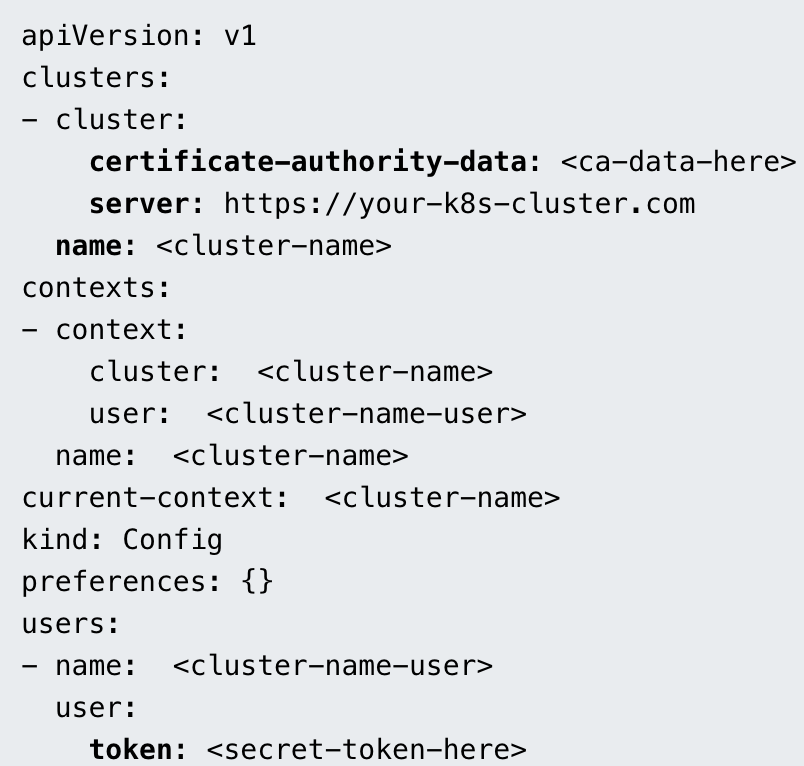 apiVersion: v1
clusters:
- cluster:
    certificate-authority-data: <ca-data-here>
    server: https://your-k8s-cluster.com
  name: <cluster-name>
contexts:
- context:
    cluster:  <cluster-name>
    user:  <cluster-name-user>
  name:  <cluster-name>
current-context:  <cluster-name>
kind: Config
preferences: {}
users:
- name:  <cluster-name-user>
  user:
    token: <secret-token-here>